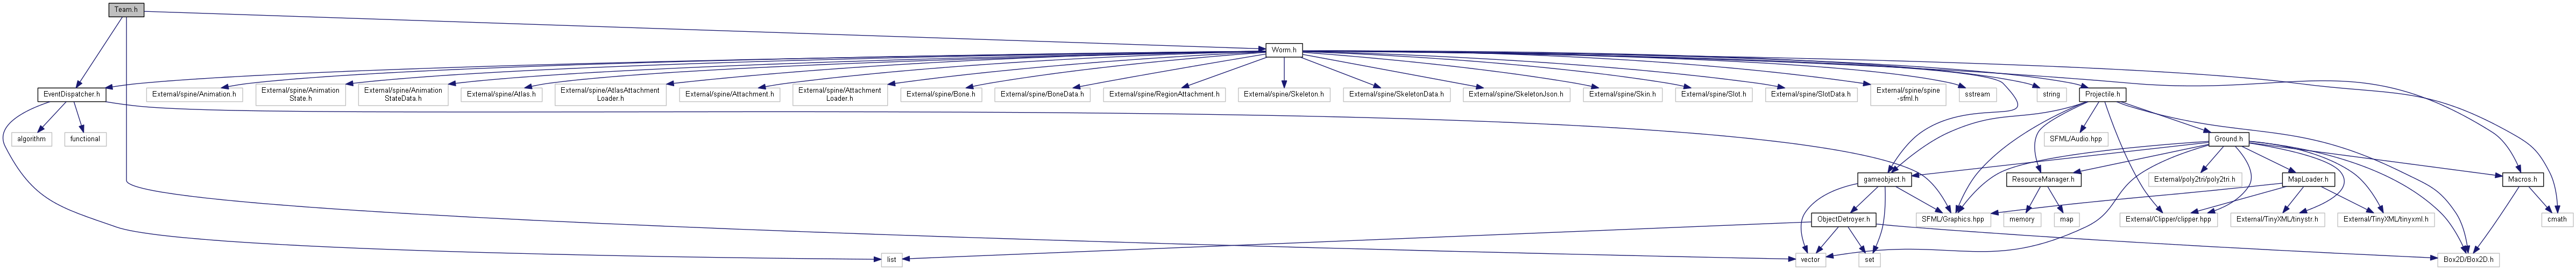 Team.h
Worm.h
EventDispatcher.h
External/spine/Animation.h
External/spine/Animation
State.h
External/spine/Animation
StateData.h
External/spine/Atlas.h
External/spine/AtlasAttachment
Loader.h
External/spine/Attachment.h
External/spine/Attachment
Loader.h
External/spine/Bone.h
External/spine/BoneData.h
External/spine/RegionAttachment.h
External/spine/Skeleton.h
External/spine/SkeletonData.h
External/spine/SkeletonJson.h
External/spine/Skin.h
External/spine/Slot.h
External/spine/SlotData.h
External/spine/spine
-sfml.h
sstream
string
Projectile.h
algorithm
functional
SFML/Audio.hpp
Ground.h
gameobject.h
ResourceManager.h
External/poly2tri/poly2tri.h
MapLoader.h
Macros.h
ObjectDetroyer.h
SFML/Graphics.hpp
memory
map
External/Clipper/clipper.hpp
External/TinyXML/tinystr.h
External/TinyXML/tinyxml.h
cmath
list
vector
set
Box2D/Box2D.h